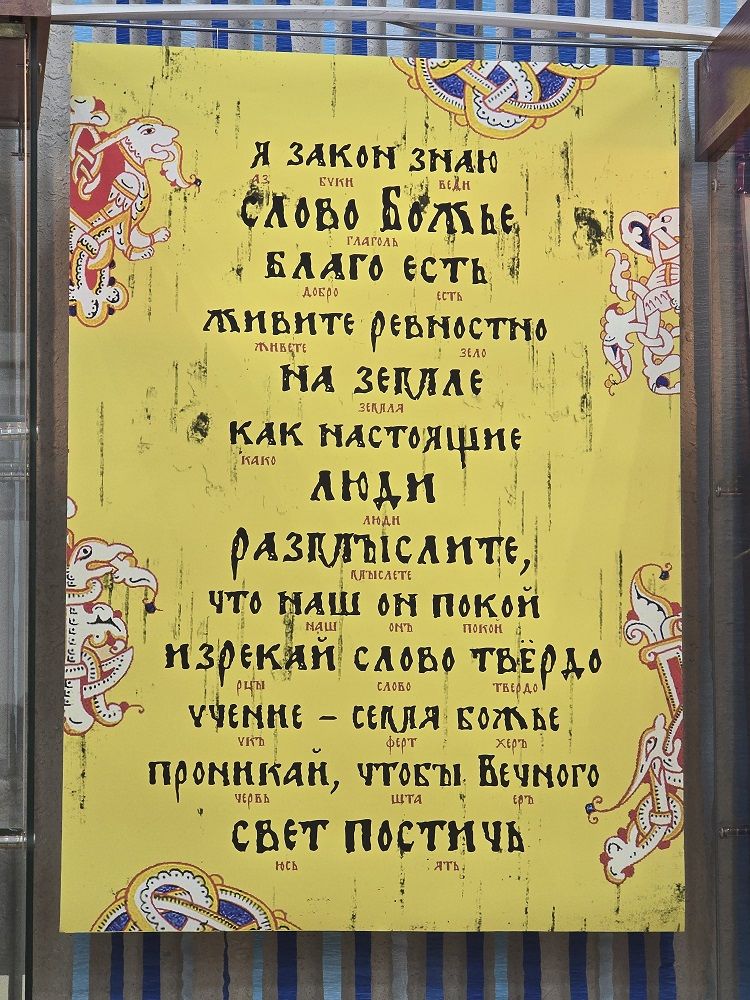 Я закон знаю
аз буки веди
слово Божье
глаголь
благо есть
добро есть
живите ревностно
живете зело
на земле
земля
как настоящие
како
люди
люди
размыслите,
мыслете
что наш он покой
наш онъ покой
изрекай слово твёрдо
рцы слово твердо
учение – семя божье
укъ ферт херъ
проникай, чтобы Вечного
червь шта еръ
свет постичь
юсь ять